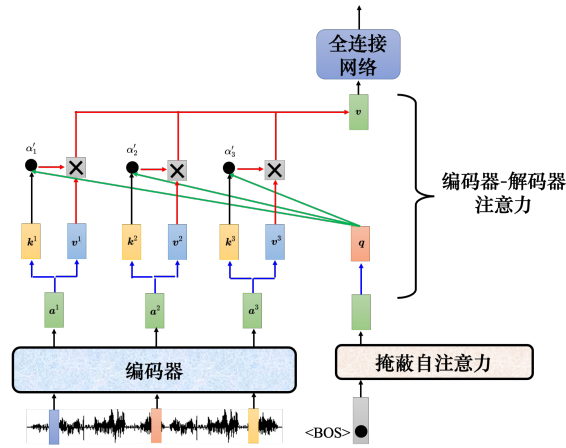 全连接
网络
v
α′₁
α′₂
α′₃
编码器-解码器
注意力
k¹
v¹
k²
v²
k³
v³
q
a¹
a²
a³
编码器
掩蔽自注意力
<BOS>